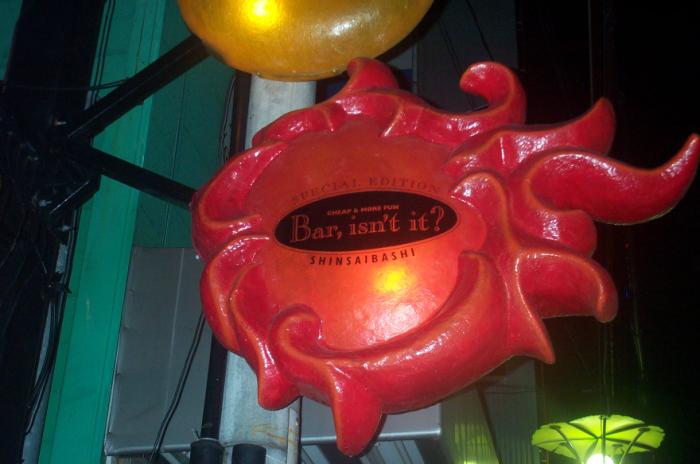 SPECIAL EDITION
CHEAP & MORE FUN
Bar, isn't it?
SHINSAIBASHI